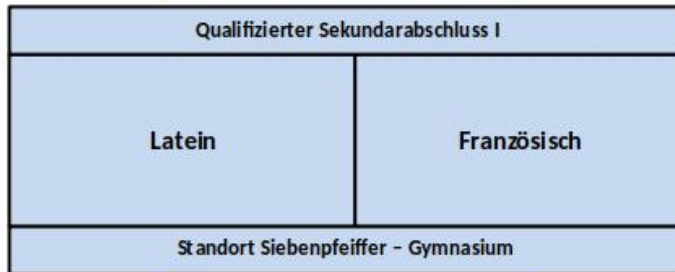 Qualifizierter Sekundarabschluss I
Latein
Französisch
Standort Siebenpfeiffer – Gymnasium